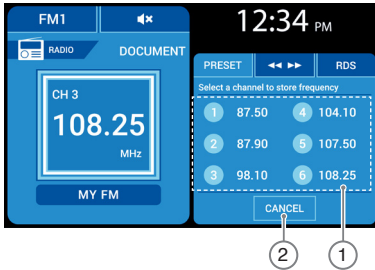 FM1
12:34 PM
RADIO
DOCUMENT
PRESET
RDS
Select a channel to store frequency
CH 3
108.25
MHz
1 87.50 4 104.10
2 87.90 5 107.50
3 98.10 6 108.25
MY FM
CANCEL
2 1